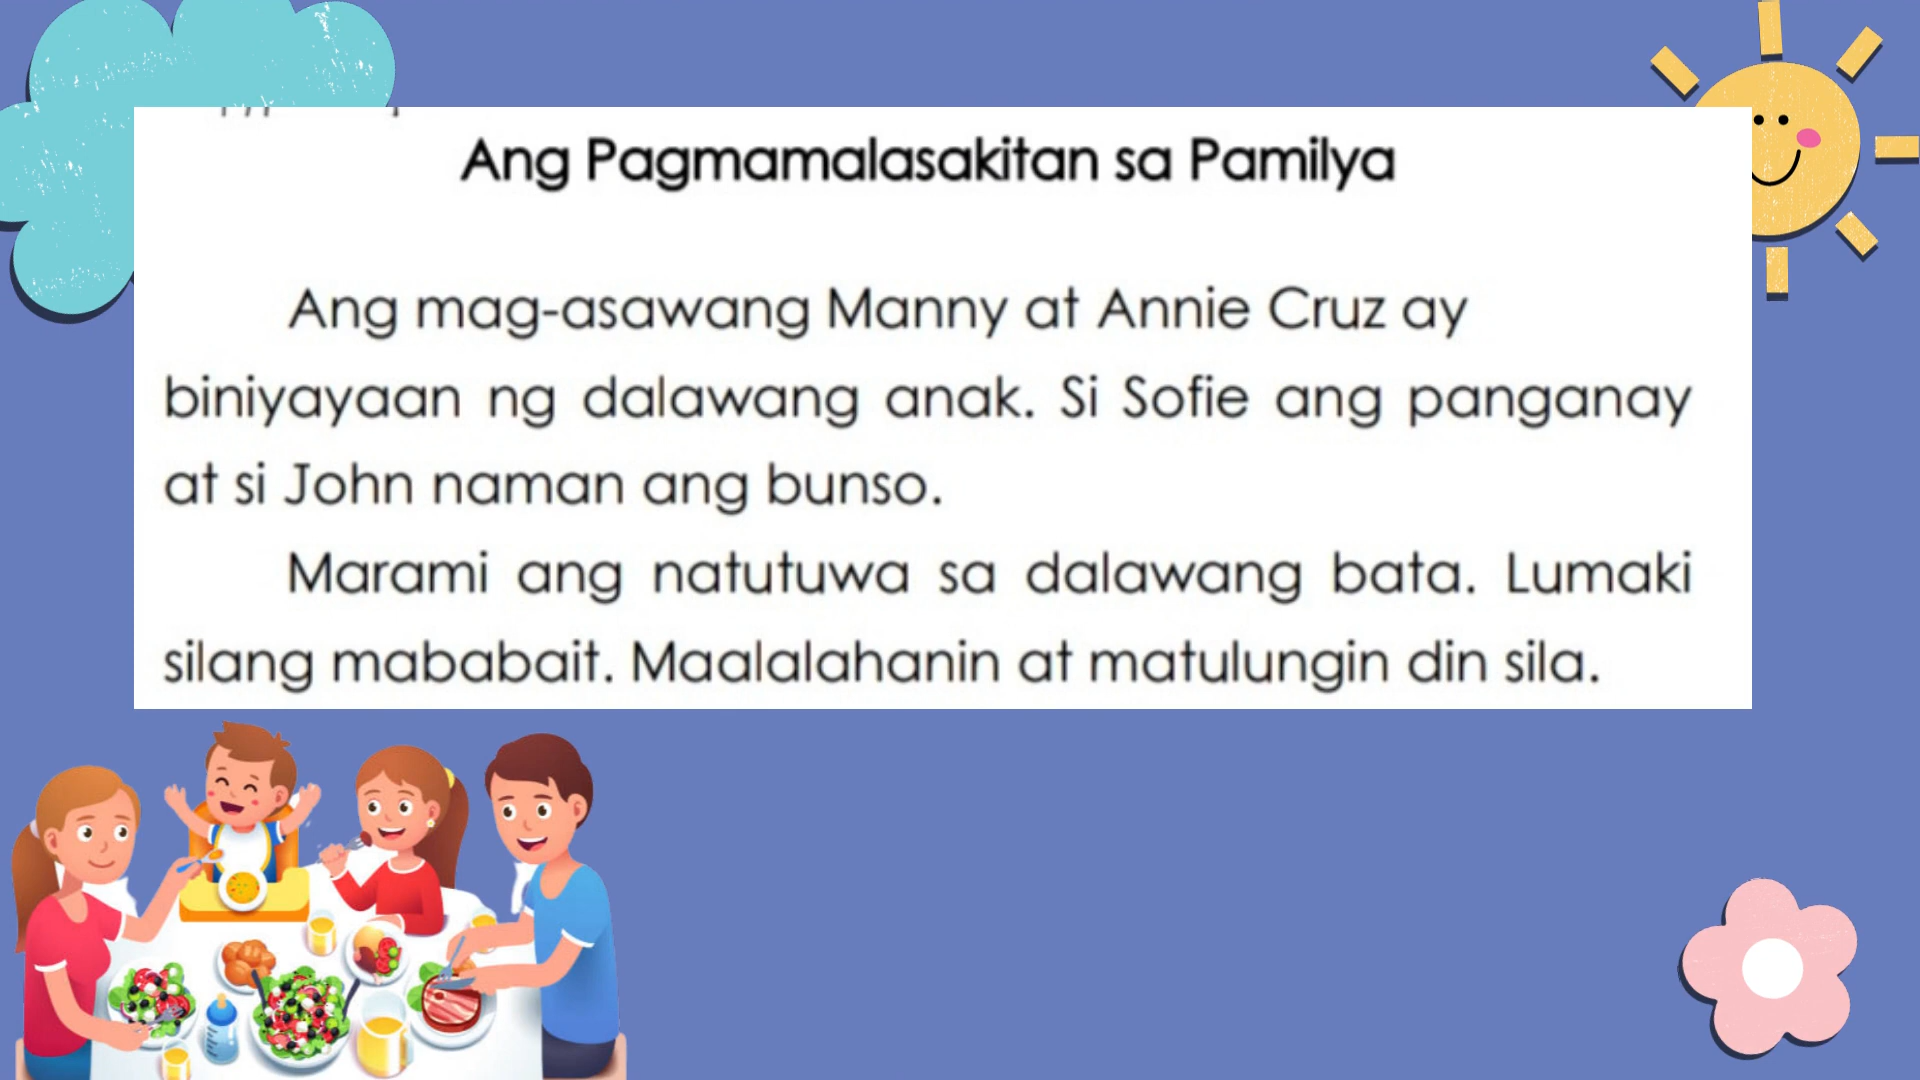 Ang Pagmamalasakitan sa Pamilya
Ang mag-asawang Manny at Annie Cruz ay
biniyayaan ng dalawang anak. Si Sofie ang panganay
at si John naman ang bunso.
Marami ang natutuwa sa dalawang bata. Lumaki
silang mababait. Maalalahanin at matulungin din sila.